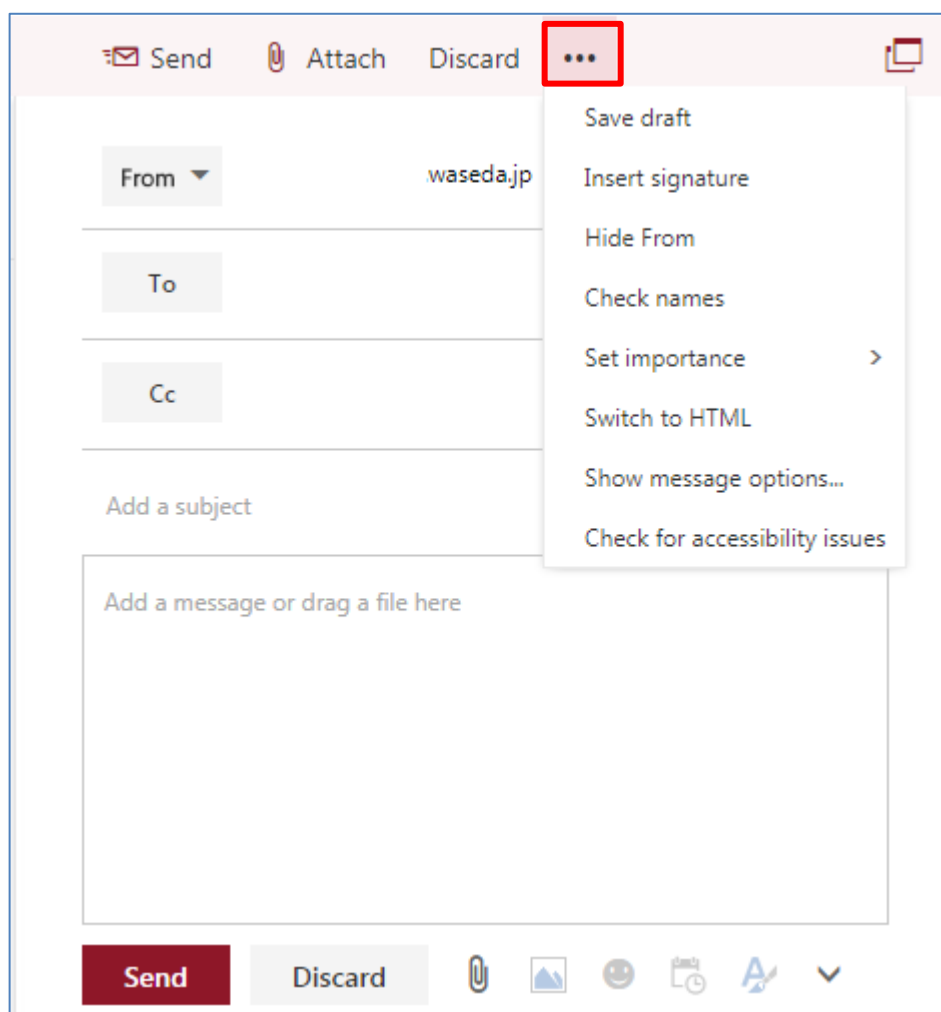 Send Attach Discard •••
Save draft
From .waseda.jp Insert signature
Hide From
To Check names
Set importance >
Cc
Switch to HTML
Show message options...
Add a subject
Check for accessibility issues
Add a message or drag a file here
Send Discard